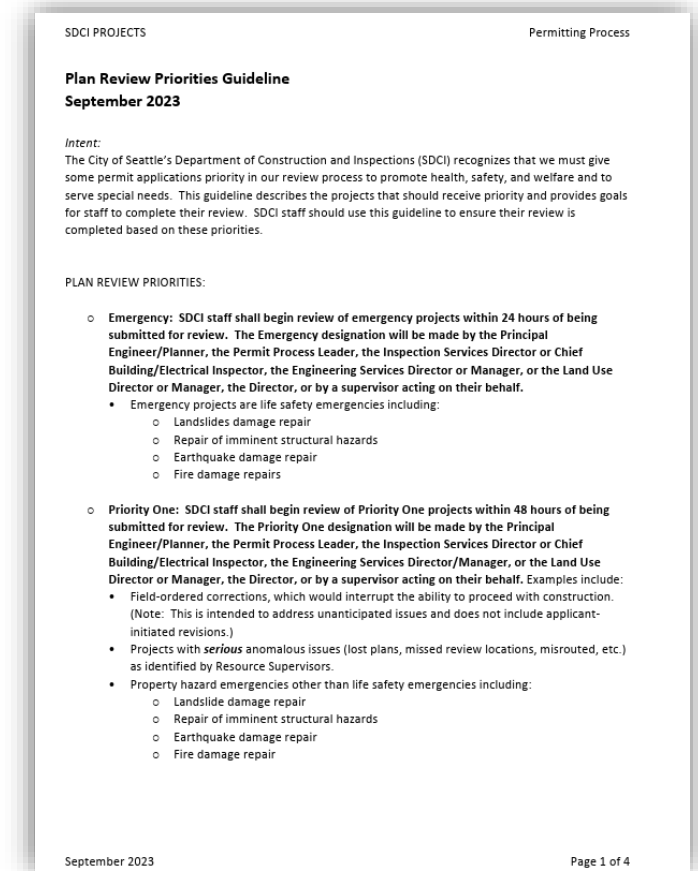 SDCI PROJECTS Permitting Process
Plan Review Priorities Guideline
September 2023
Intent:
The City of Seattle's Department of Construction and Inspections (SDCI) recognizes that we must give
some permit applications priority in our review process to promote health, safety, and welfare and to
serve special needs. This guideline describes the projects that should receive priority and provides goals
for staff to complete their review. SDCI staff should use this guideline to ensure their review is
completed based on these priorities.
PLAN REVIEW PRIORITIES:
o Emergency: SDCI staff shall begin review of emergency projects within 24 hours of being
submitted for review. The Emergency designation will be made by the Principal
Engineer/Planner, the Permit Process Leader, the Inspection Services Director or Chief
Building/Electrical Inspector, the Engineering Services Director or Manager, or the Land Use
Director or Manager, the Director, or by a supervisor acting on their behalf.
• Emergency projects are life safety emergencies including:
o Landslides damage repair
o Repair of imminent structural hazards
o Earthquake damage repair
o Fire damage repairs
o Priority One: SDCI staff shall begin review of Priority One projects within 48 hours of being
submitted for review. The Priority One designation will be made by the Principal
Engineer/Planner, the Permit Process Leader, the Inspection Services Director or Chief
Building/Electrical Inspector, the Engineering Services Director/Manager, or the Land Use
Director or Manager, the Director, or by a supervisor acting on their behalf. Examples include:
• Field-ordered corrections, which would interrupt the ability to proceed with construction.
(Note: This is intended to address unanticipated issues and does not include applicant-
initiated revisions.)
• Projects with serious anomalous issues (lost plans, missed review locations, misrouted, etc.)
as identified by Resource Supervisors.
• Property hazard emergencies other than life safety emergencies including:
o Landslide damage repair
o Repair of imminent structural hazards
o Earthquake damage repair
o Fire damage repair
September 2023 Page 1 of 4